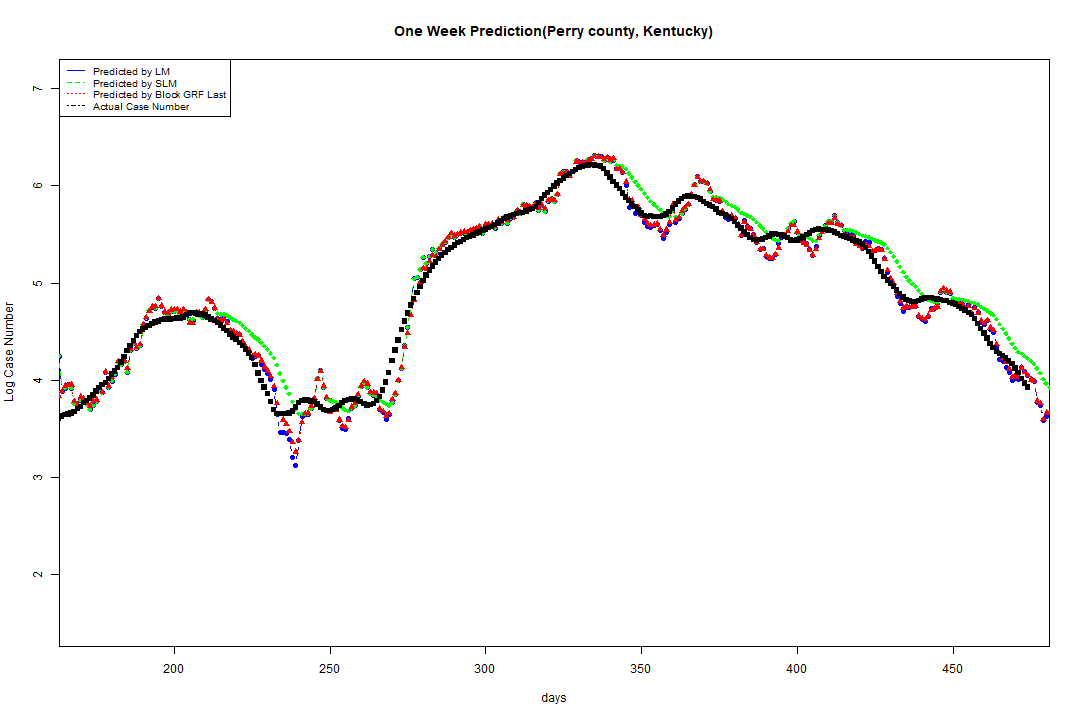 One Week Prediction(Perry county, Kentucky)
Predicted by LM
Predicted by SLM
Predicted by Block GRF Last
Actual Case Number
7
6
5
4
3
2
Log Case Number
200
250
300
350
400
450
days